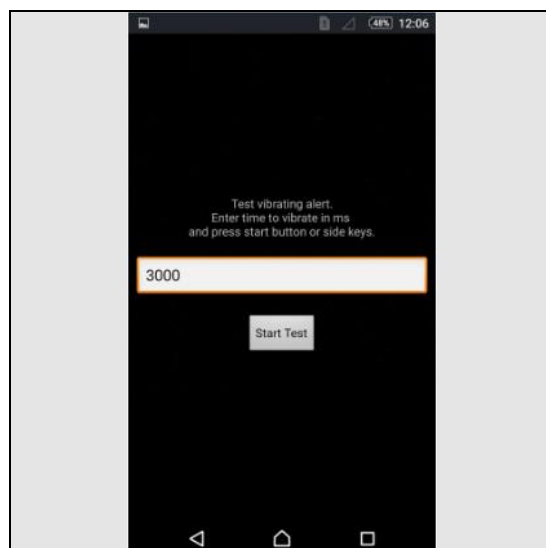 48% 12:06
Test vibrating alert.
Enter time to vibrate in ms
and press start button or side keys.
3000
Start Test